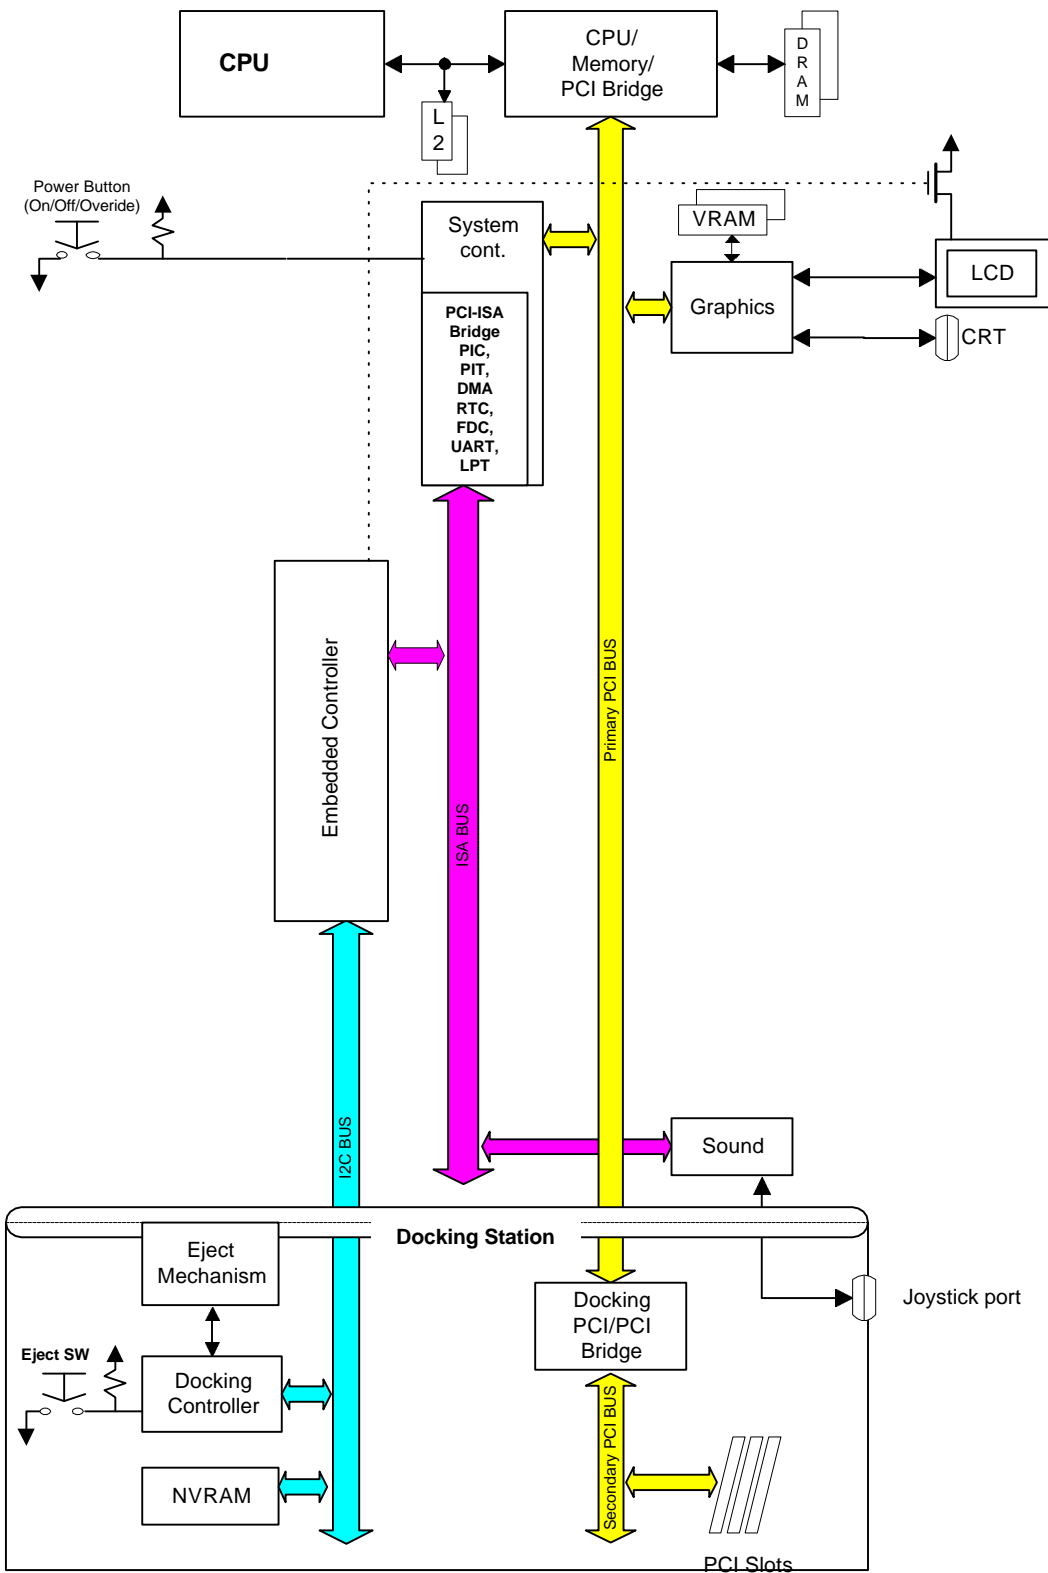 CPU
CPU/
Memory/
PCI Bridge
DRAM
L2
Power Button
(On/Off/Overide)
System
cont.
VRAM
LCD
Graphics
CRT
PCI-ISA
Bridge
PIC,
PIT,
DMA
RTC,
FDC,
UART,
LPT
Embedded Controller
Primary PCI BUS
ISA BUS
I2C BUS
Sound
Docking Station
Eject
Mechanism
Docking
PCI/PCI
Bridge
Joystick port
Eject SW
Docking
Controller
Secondary PCI BUS
NVRAM
PCI Slots